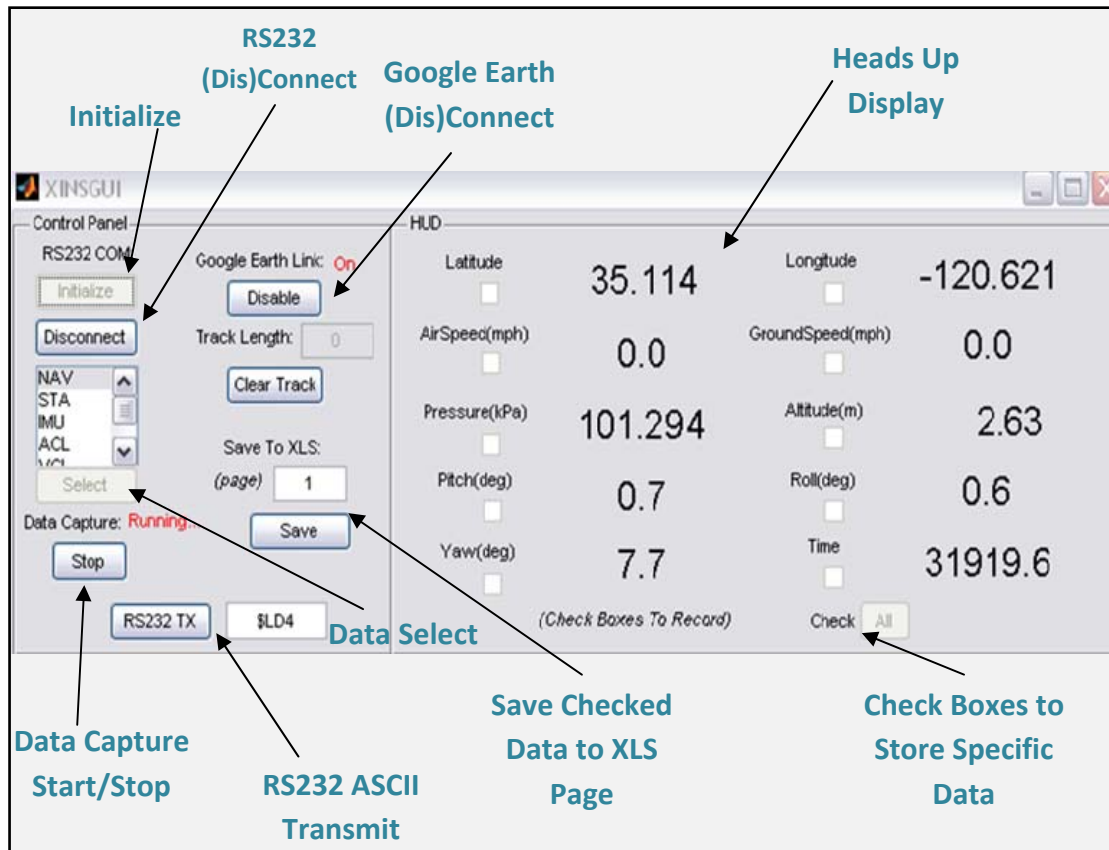 RS232
(Dis)Connect
Google Earth
(Dis)Connect
Heads Up
Display
Initialize
XINSGUI
Control Panel
RS232 COM
Initialize
Disconnect
NAV
STA
IMU
ACL
Select
Data Capture: Running...
Stop
RS232 TX
$LD4
Google Earth Link: On
Disable
Track Length: 0
Clear Track
Save To XLS:
(page) 1
Save
HUD
Latitude 35.114 Longitude -120.621
AirSpeed(mph) 0.0 GroundSpeed(mph) 0.0
Pressure(kPa) 101.294 Altitude(m) 2.63
Pitch(deg) 0.7 Roll(deg) 0.6
Yaw(deg) 7.7 Time 31919.6
(Check Boxes To Record) Check All
Data Select
Data Capture
Start/Stop
RS232 ASCII
Transmit
Save Checked
Data to XLS
Page
Check Boxes to
Store Specific
Data